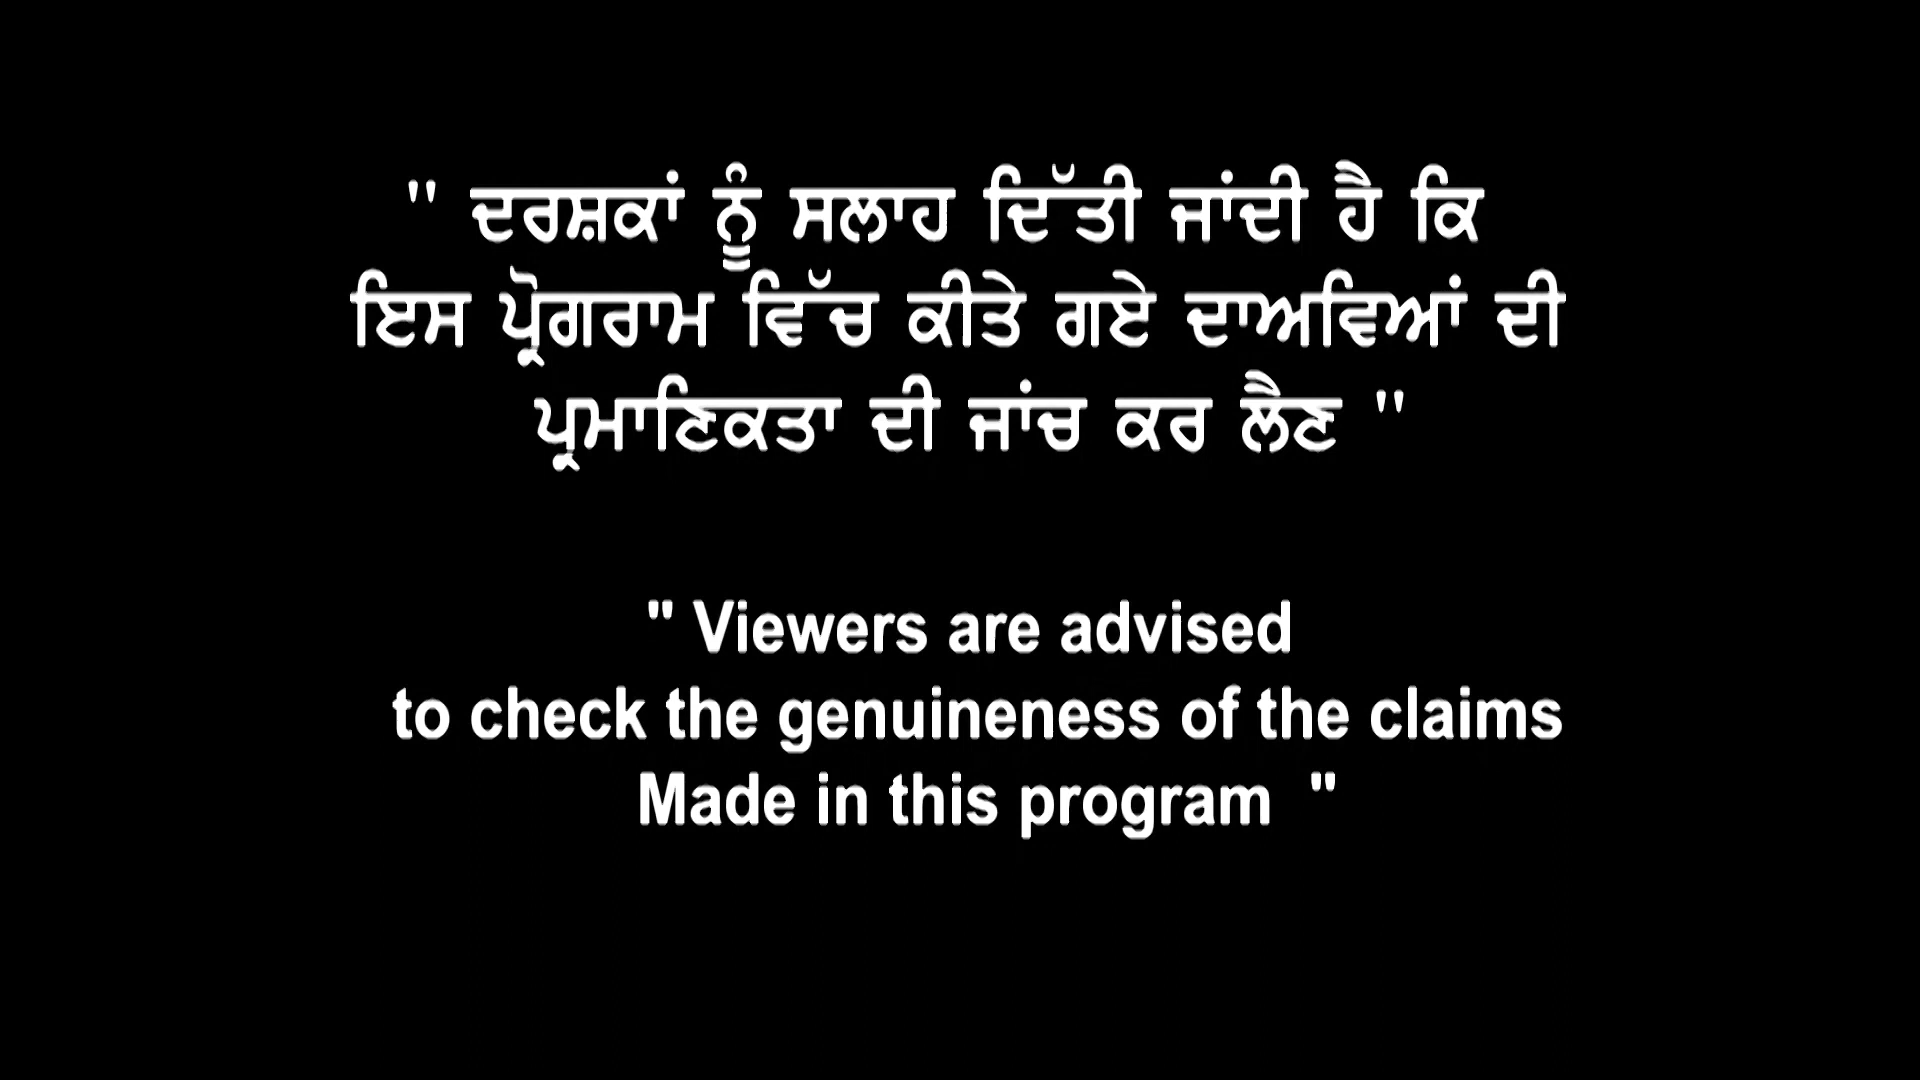 " ਦਰਸ਼ਕਾਂ ਨੂੰ ਸਲਾਹ ਦਿੱਤੀ ਜਾਂਦੀ ਹੈ ਕਿ
ਇਸ ਪ੍ਰੋਗਰਾਮ ਵਿੱਚ ਕੀਤੇ ਗਏ ਦਾਅਵਿਆਂ ਦੀ
ਪ੍ਰਮਾਣਿਕਤਾ ਦੀ ਜਾਂਚ ਕਰ ਲੈਣ "
" Viewers are advised
to check the genuineness of the claims
Made in this program "